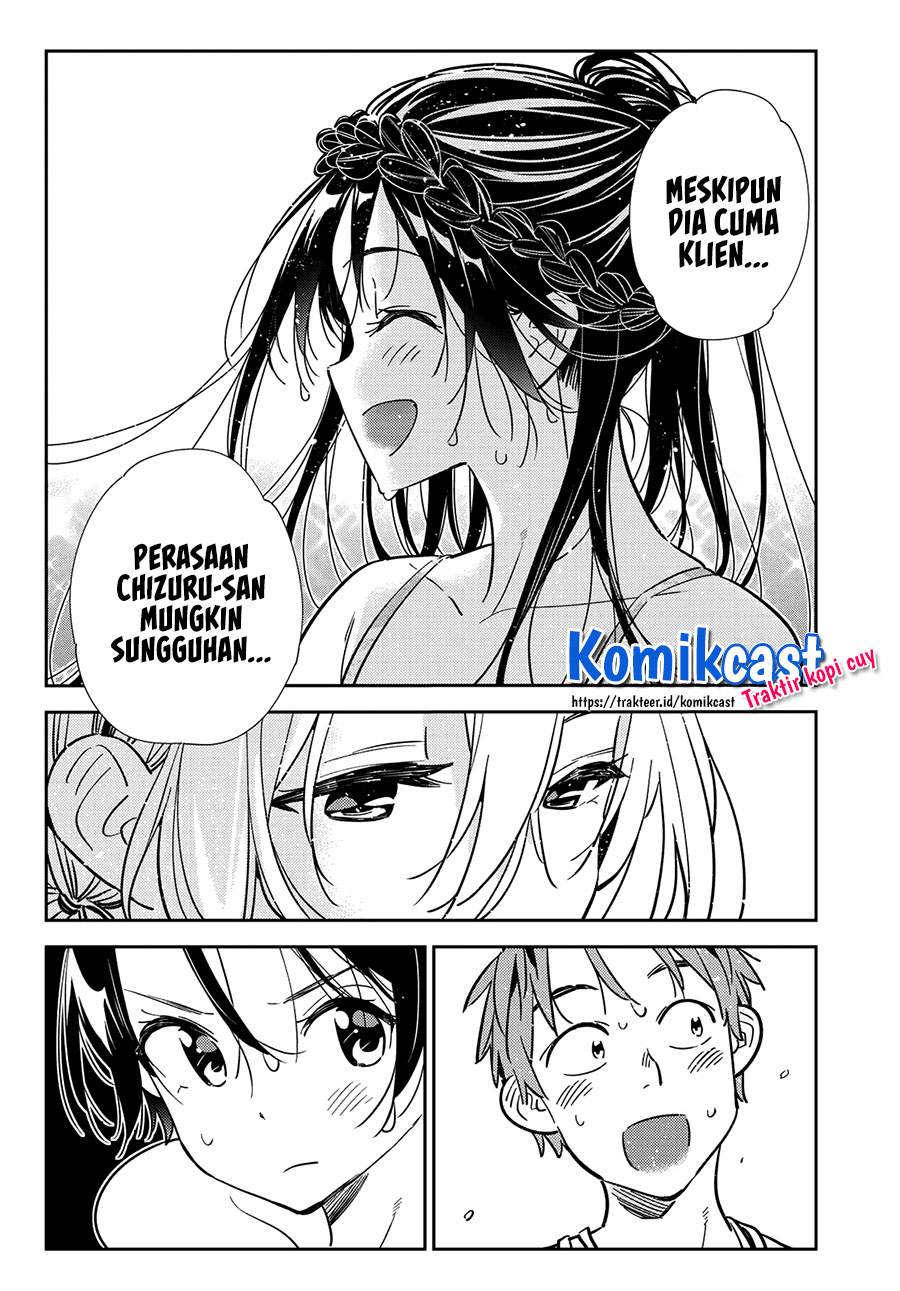 MESKIPUN
DIA CUMA
KLIEN...
PERASAAN
CHIZURU-SAN
MUNGKIN
SUNGGUHAN...
Komikcast
Traktir kopi cuy
https://trakteer.id/komikcast